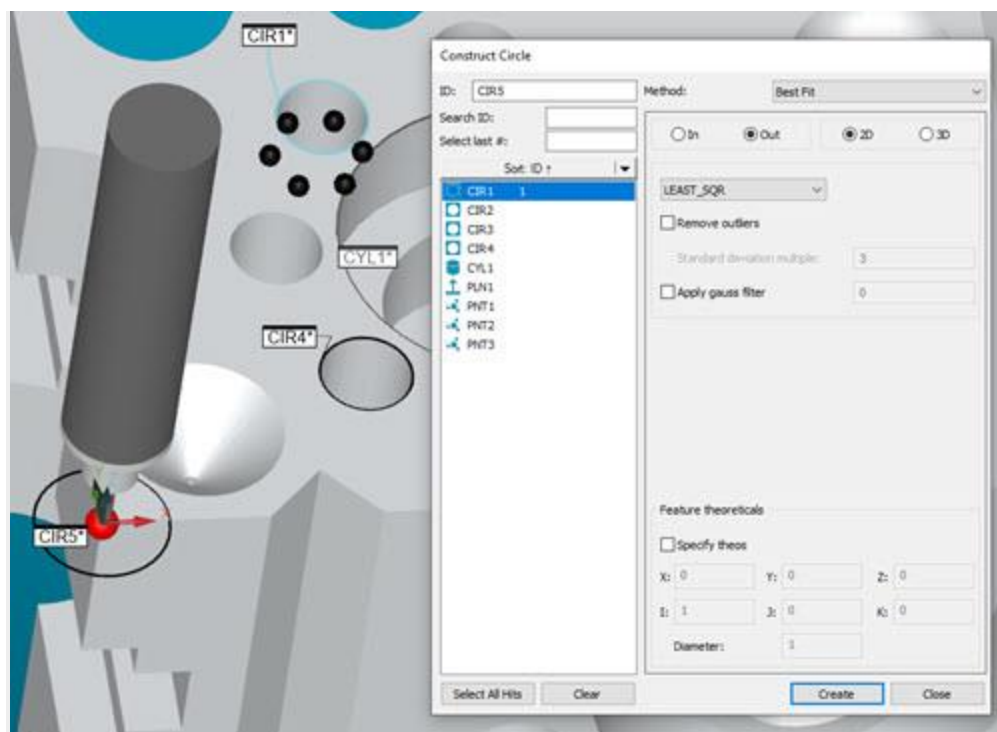 CIR1*
CYL1*
CIR4*
CIR5*
Construct Circle
ID: CIR5
Search ID:
Select last #:
Sort: ID ↑
CIR1 1
CIR2
CIR3
CIR4
CYL1
PLN1
PNT1
PNT2
PNT3
Select All Hits Clear
Method: Best Fit
In Out 2D 3D
LEAST_SQR
Remove outliers
Standard deviation multiple: 3
Apply gauss filter 0
Feature theoreticals
Specify theos
X: 0 Y: 0 Z: 0
I: 1 J: 0 K: 0
Diameter: 1
Create Close